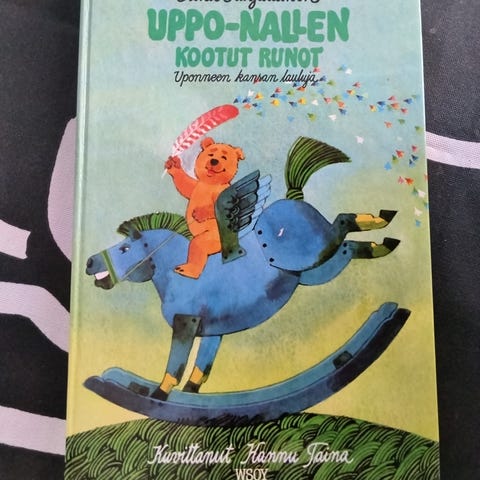 UPPO-NALLEN
KOOTUT RUNOT
Uponneen kansan lauluja
Kuvittanut Hannu Taina
WSOY